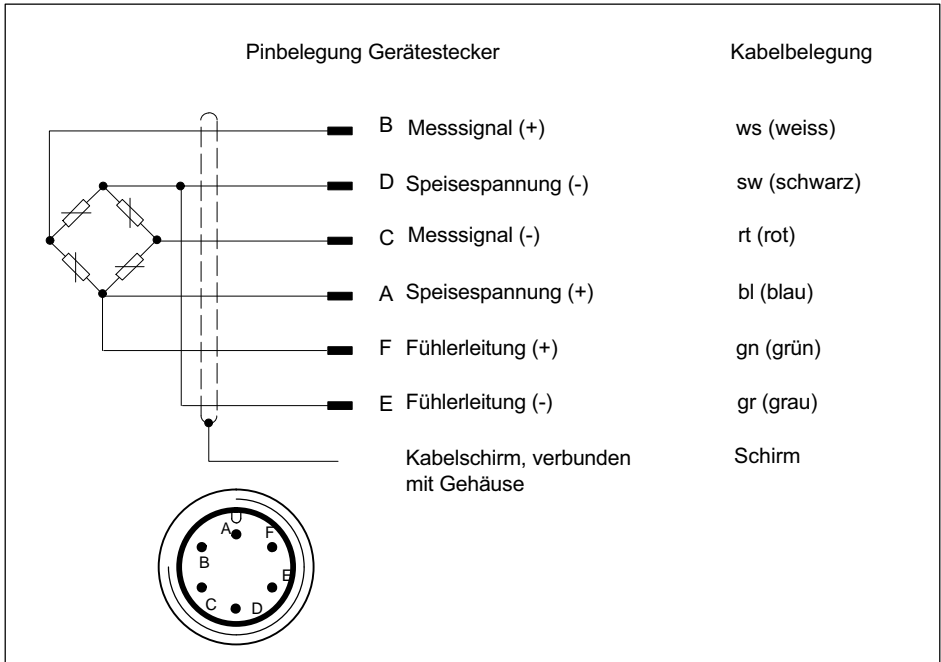 Pinbelegung Gerätestecker Kabelbelegung
B Messsignal (+) ws (weiss)
D Speisespannung (-) sw (schwarz)
C Messsignal (-) rt (rot)
A Speisespannung (+) bl (blau)
F Fühlerleitung (+) gn (grün)
E Fühlerleitung (-) gr (grau)
Kabelschirm, verbunden Schirm
mit Gehäuse
A F
B
E
C D